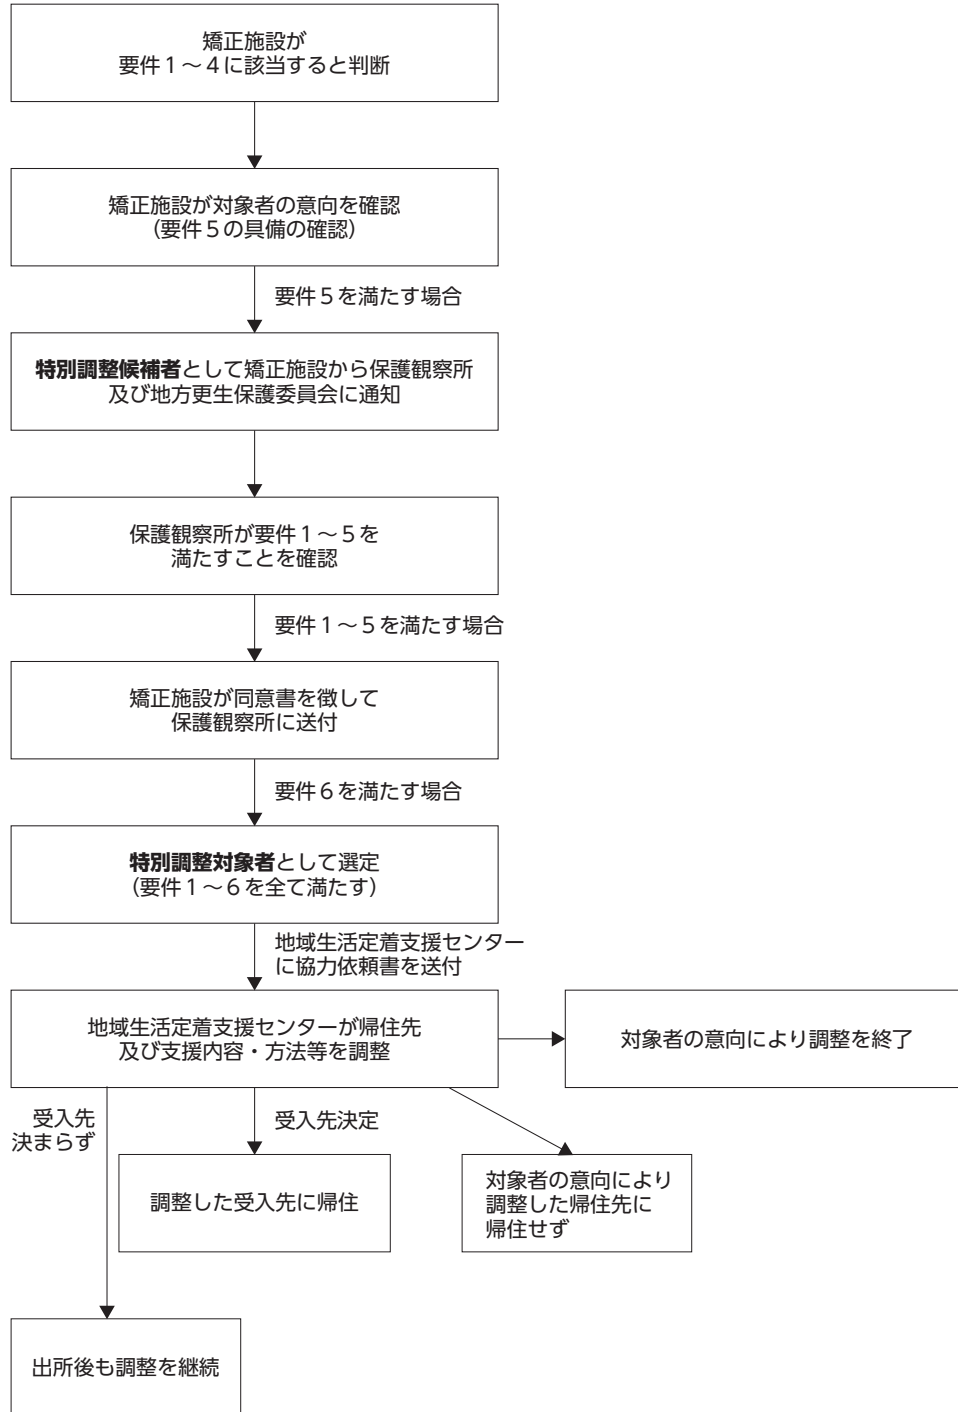 矯正施設が
要件１～４に該当すると判断
矯正施設が対象者の意向を確認
（要件５の具備の確認）
要件５を満たす場合
特別調整候補者として矯正施設から保護観察所
及び地方更生保護委員会に通知
保護観察所が要件１～５を
満たすことを確認
要件１～５を満たす場合
矯正施設が同意書を徴して
保護観察所に送付
要件６を満たす場合
特別調整対象者として選定
（要件１～６を全て満たす）
地域生活定着支援センター
に協力依頼書を送付
地域生活定着支援センターが帰住先
及び支援内容・方法等を調整
対象者の意向により調整を終了
受入先
決まらず
受入先決定
調整した受入先に帰住
対象者の意向により
調整した帰住先に
帰住せず
出所後も調整を継続